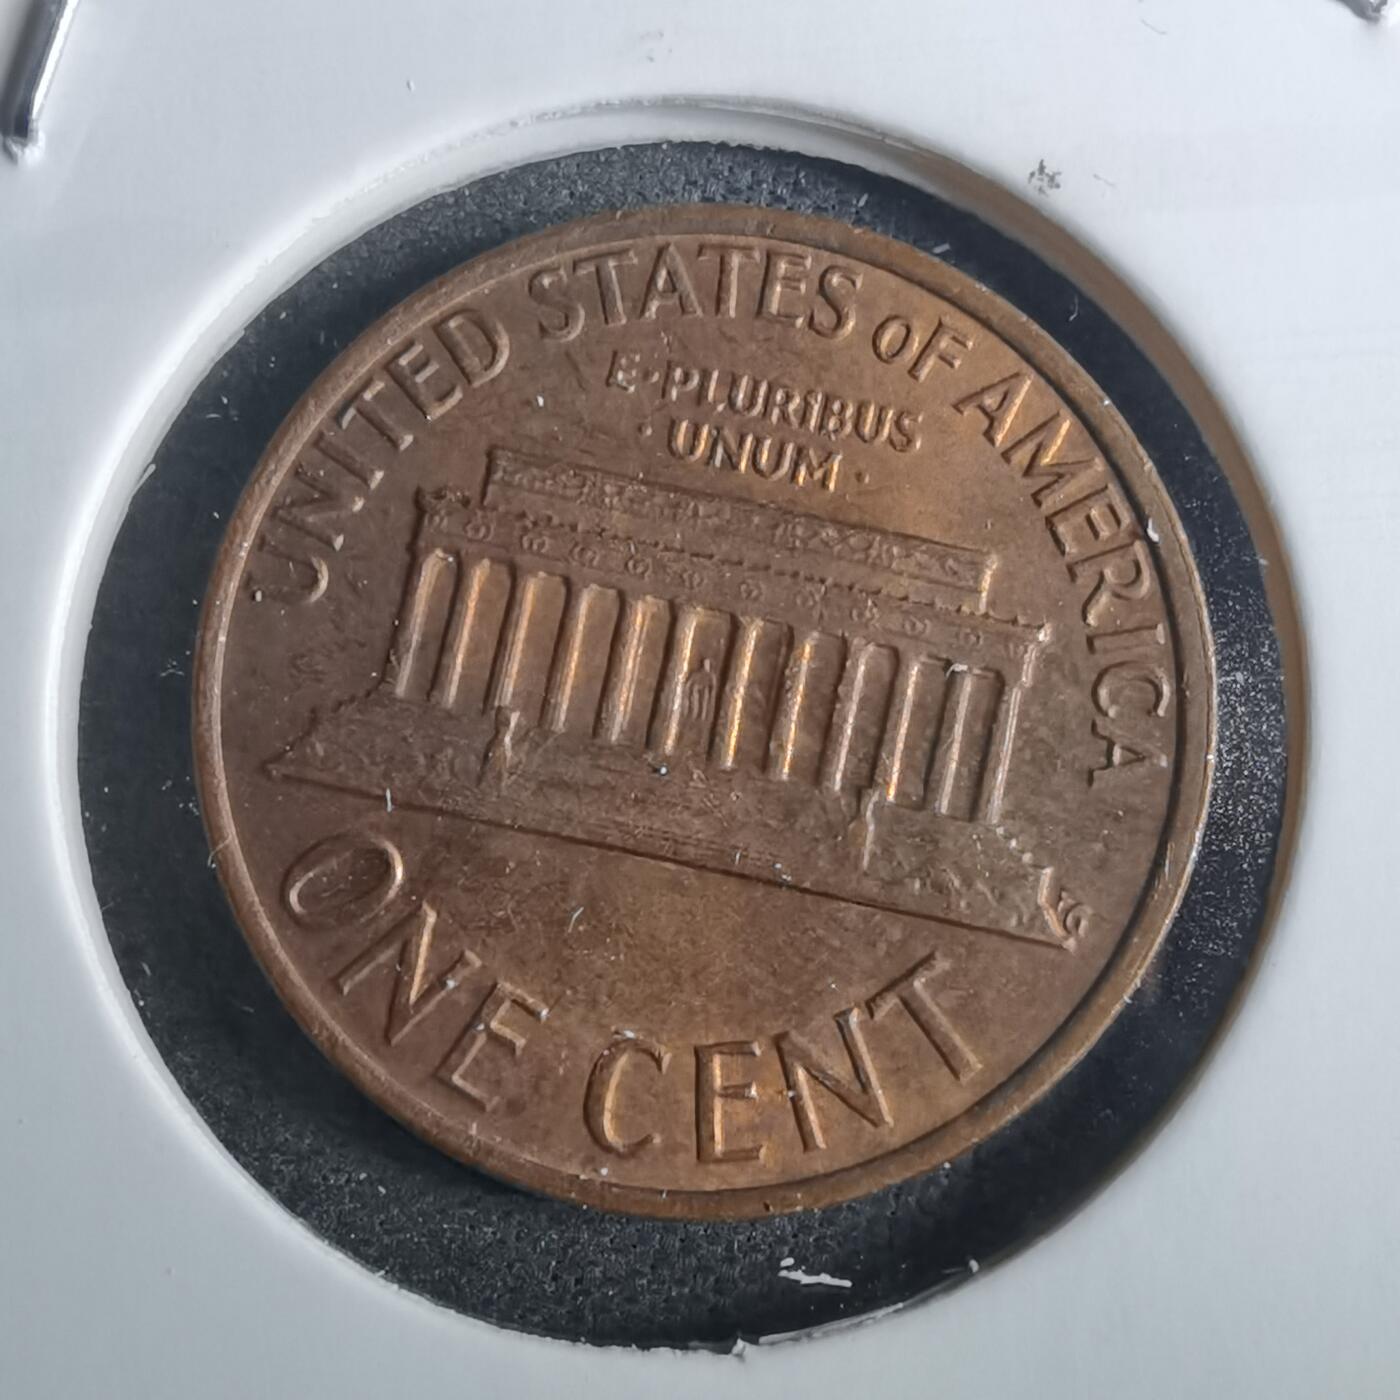 UNITED STATES OF AMERICA
E·PLURIBUS
·UNUM·
ONE CENT